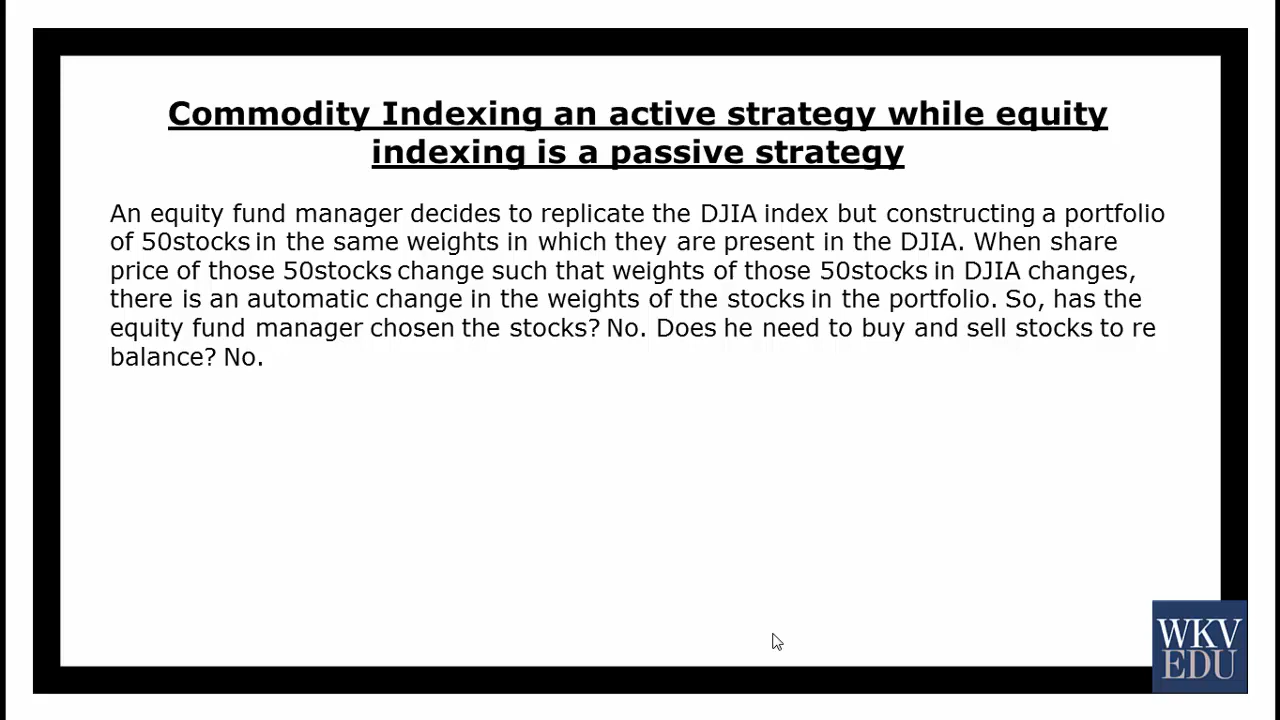 Commodity Indexing an active strategy while equity
indexing is a passive strategy
An equity fund manager decides to replicate the DJIA index but constructing a portfolio
of 50stocks in the same weights in which they are present in the DJIA. When share
price of those 50stocks change such that weights of those 50stocks in DJIA changes,
there is an automatic change in the weights of the stocks in the portfolio. So, has the
equity fund manager chosen the stocks? No. Does he need to buy and sell stocks to re
balance? No.
WKV
EDU